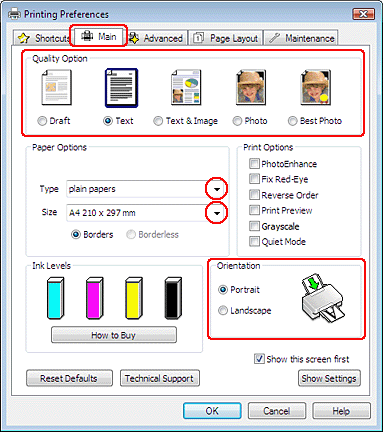 Printing Preferences
Shortcuts Main Advanced Page Layout Maintenance
Quality Option
Draft Text Text & Image Photo Best Photo
Paper Options
Type plain papers
Size A4 210 x 297 mm
Borders Borderless
Print Options
PhotoEnhance
Fix Red-Eye
Reverse Order
Print Preview
Grayscale
Quiet Mode
Ink Levels
How to Buy
Orientation
Portrait
Landscape
Show this screen first
Reset Defaults Technical Support Show Settings
OK Cancel Help